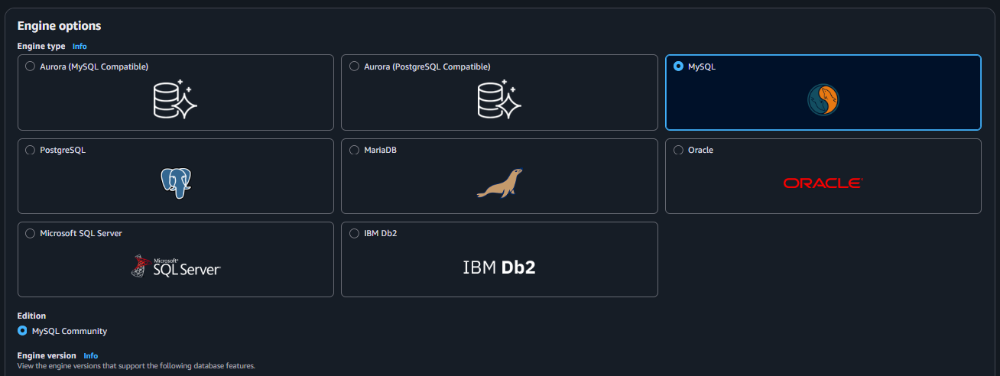 Engine options
Engine type Info
Aurora (MySQL Compatible)
Aurora (PostgreSQL Compatible)
MySQL
PostgreSQL
MariaDB
Oracle
ORACLE
Microsoft SQL Server
IBM Db2
Microsoft®
SQL Server
IBM Db2
Edition
MySQL Community
Engine version Info
View the engine versions that support the following database features.